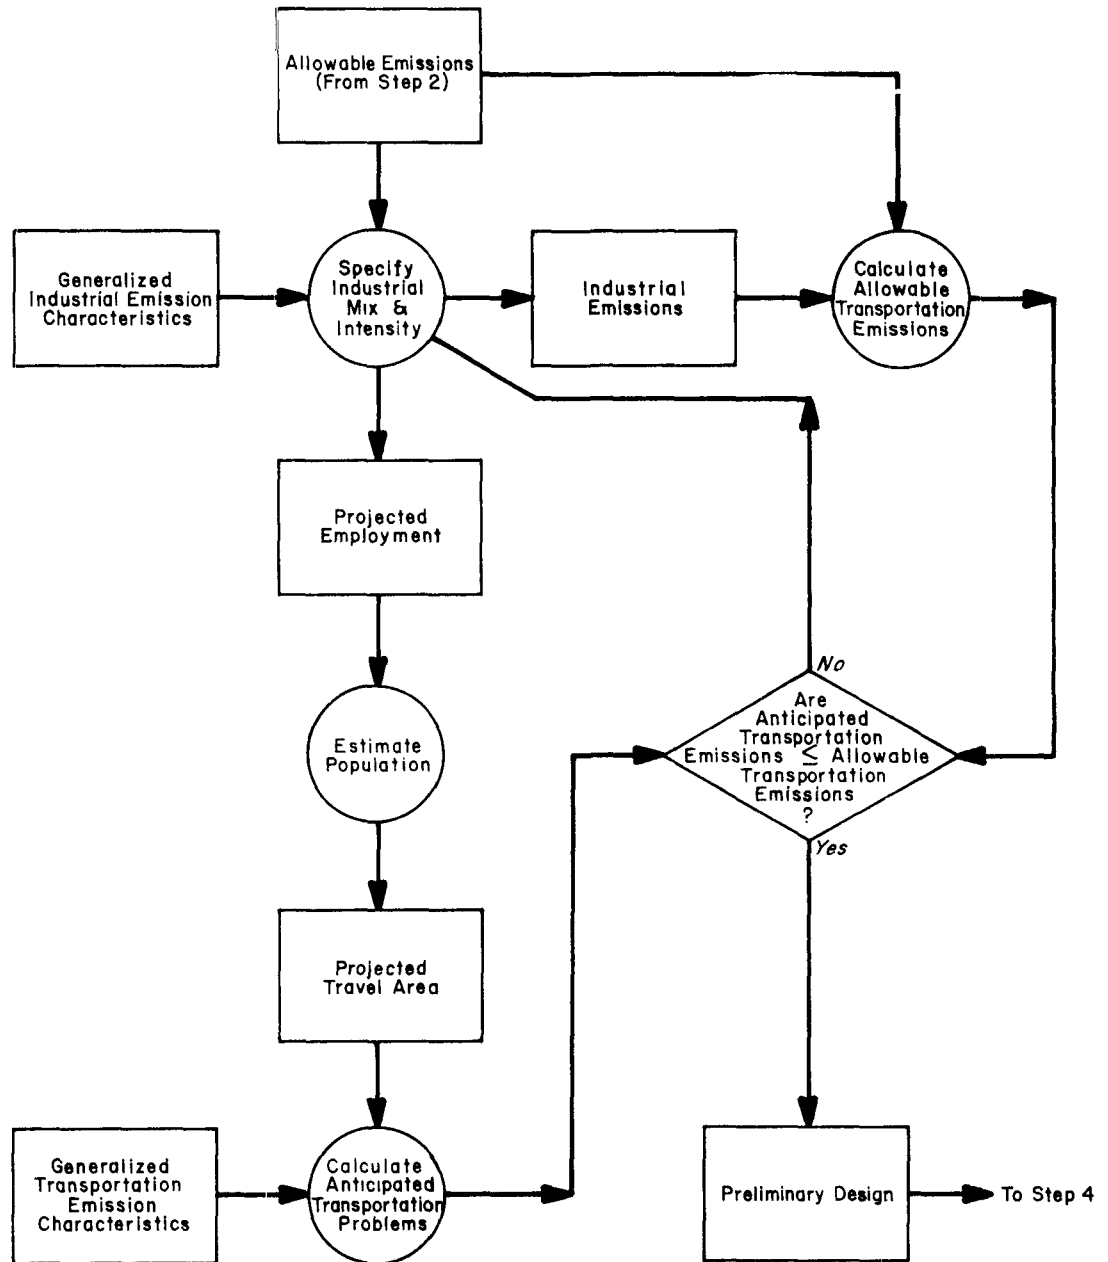 Allowable Emissions
(From Step 2)
Generalized
Industrial Emission
Characteristics
Specify
Industrial
Mix &
Intensity
Industrial
Emissions
Calculate
Allowable
Transportation
Emissions
Projected
Employment
No
Are
Anticipated
Transportation
Emissions ≤ Allowable
Transportation
Emissions
?
Yes
Estimate
Population
Projected
Travel Area
Generalized
Transportation
Emission
Characteristics
Calculate
Anticipated
Transportation
Problems
Preliminary Design
To Step 4